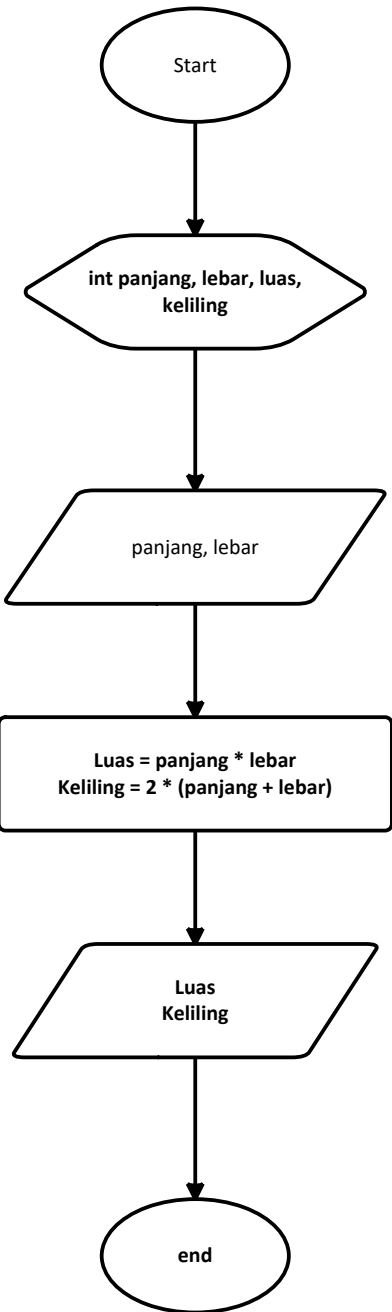 Start
int panjang, lebar, luas,
keliling
panjang, lebar
Luas = panjang * lebar
Keliling = 2 * (panjang + lebar)
Luas
Keliling
end